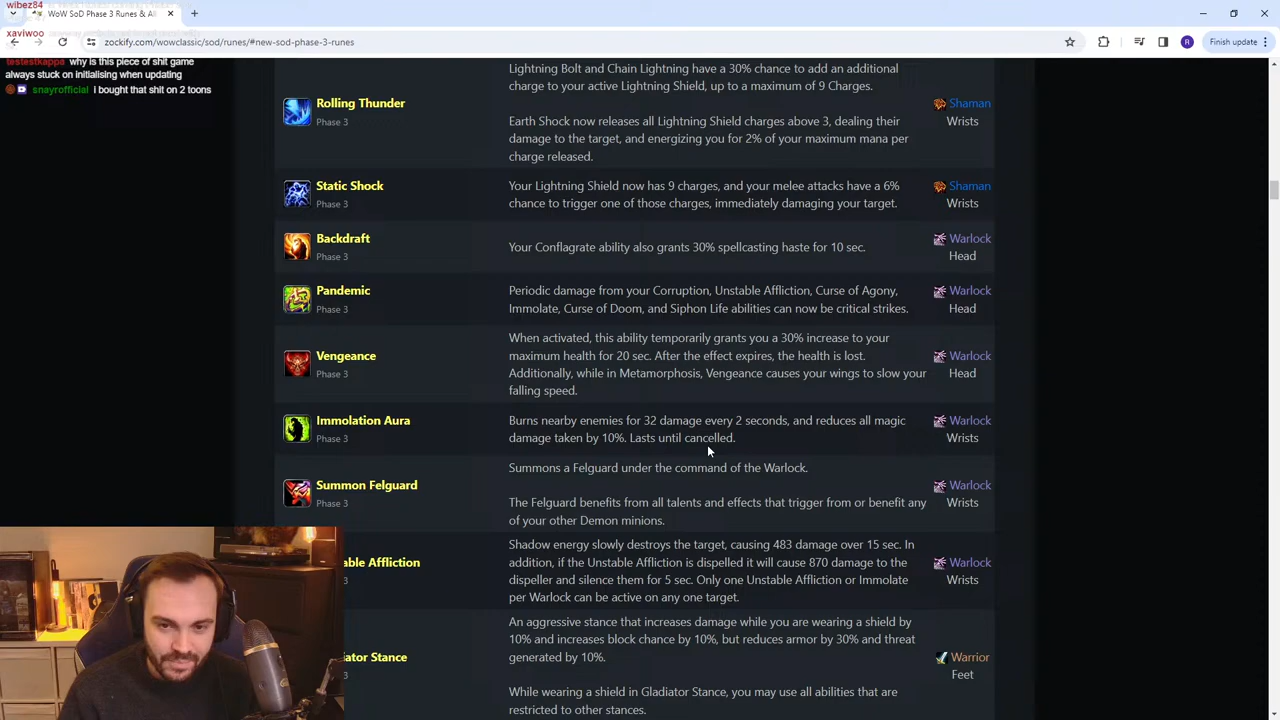 wibez84
WoW SoD Phase 3 Runes & Al
xaviwoo
zockify.com/wowclassic/sod/runes/#new-sod-phase-3-runes
R
Finish update
testestkappa why is this piece of shit game
always stuck on initialising when updating
snayrofficial i bought that shit on 2 toons
Lightning Bolt and Chain Lightning have a 30% chance to add an additional
charge to your active Lightning Shield, up to a maximum of 9 Charges.
Rolling Thunder
Phase 3
Earth Shock now releases all Lightning Shield charges above 3, dealing their
damage to the target, and energizing you for 2% of your maximum mana per
charge released.
Shaman
Wrists
Static Shock
Phase 3
Your Lightning Shield now has 9 charges, and your melee attacks have a 6%
chance to trigger one of those charges, immediately damaging your target.
Shaman
Wrists
Backdraft
Phase 3
Your Conflagrate ability also grants 30% spellcasting haste for 10 sec.
Warlock
Head
Pandemic
Phase 3
Periodic damage from your Corruption, Unstable Affliction, Curse of Agony,
Immolate, Curse of Doom, and Siphon Life abilities can now be critical strikes.
Warlock
Head
Vengeance
Phase 3
When activated, this ability temporarily grants you a 30% increase to your
maximum health for 20 sec. After the effect expires, the health is lost.
Additionally, while in Metamorphosis, Vengeance causes your wings to slow your
falling speed.
Warlock
Head
Immolation Aura
Phase 3
Burns nearby enemies for 32 damage every 2 seconds, and reduces all magic
damage taken by 10%. Lasts until cancelled.
Warlock
Wrists
Summon Felguard
Phase 3
Summons a Felguard under the command of the Warlock.
The Felguard benefits from all talents and effects that trigger from or benefit any
of your other Demon minions.
Warlock
Wrists
able Affliction
3
Shadow energy slowly destroys the target, causing 483 damage over 15 sec. In
addition, if the Unstable Affliction is dispelled it will cause 870 damage to the
dispeller and silence them for 5 sec. Only one Unstable Affliction or Immolate
per Warlock can be active on any one target.
Warlock
Wrists
iator Stance
3
An aggressive stance that increases damage while you are wearing a shield by
10% and increases block chance by 10%, but reduces armor by 30% and threat
generated by 10%.
While wearing a shield in Gladiator Stance, you may use all abilities that are
restricted to other stances.
Warrior
Feet